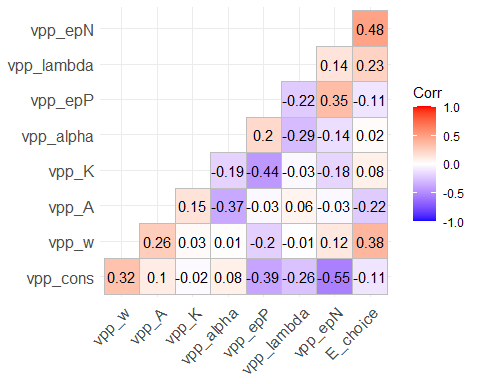 vpp_epN 0.48
vpp_lambda 0.14 0.23
vpp_epP -0.22 0.35 -0.11
vpp_alpha 0.2 -0.29 -0.14 0.02
vpp_K -0.19 -0.44 -0.03 -0.18 0.08
vpp_A 0.15 -0.37 -0.03 0.06 -0.03 -0.22
vpp_w 0.26 0.03 0.01 -0.2 -0.01 0.12 0.38
vpp_cons 0.32 0.1 -0.02 0.08 -0.39 -0.26 -0.55 -0.11
vpp_w
vpp_A
vpp_K
vpp_alpha
vpp_epP
vpp_lambda
vpp_epN
E_choice
Corr
1.0
0.5
0.0
-0.5
-1.0